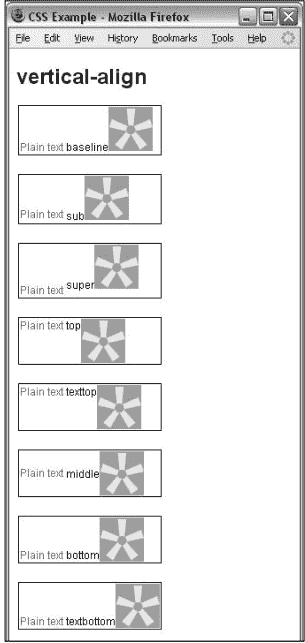 CSS Example - Mozilla Firefox
File Edit View History Bookmarks Tools Help
vertical-align
Plain text baseline
Plain text sub
Plain text super
Plain text top
Plain text texttop
Plain text middle
Plain text bottom
Plain text textbottom